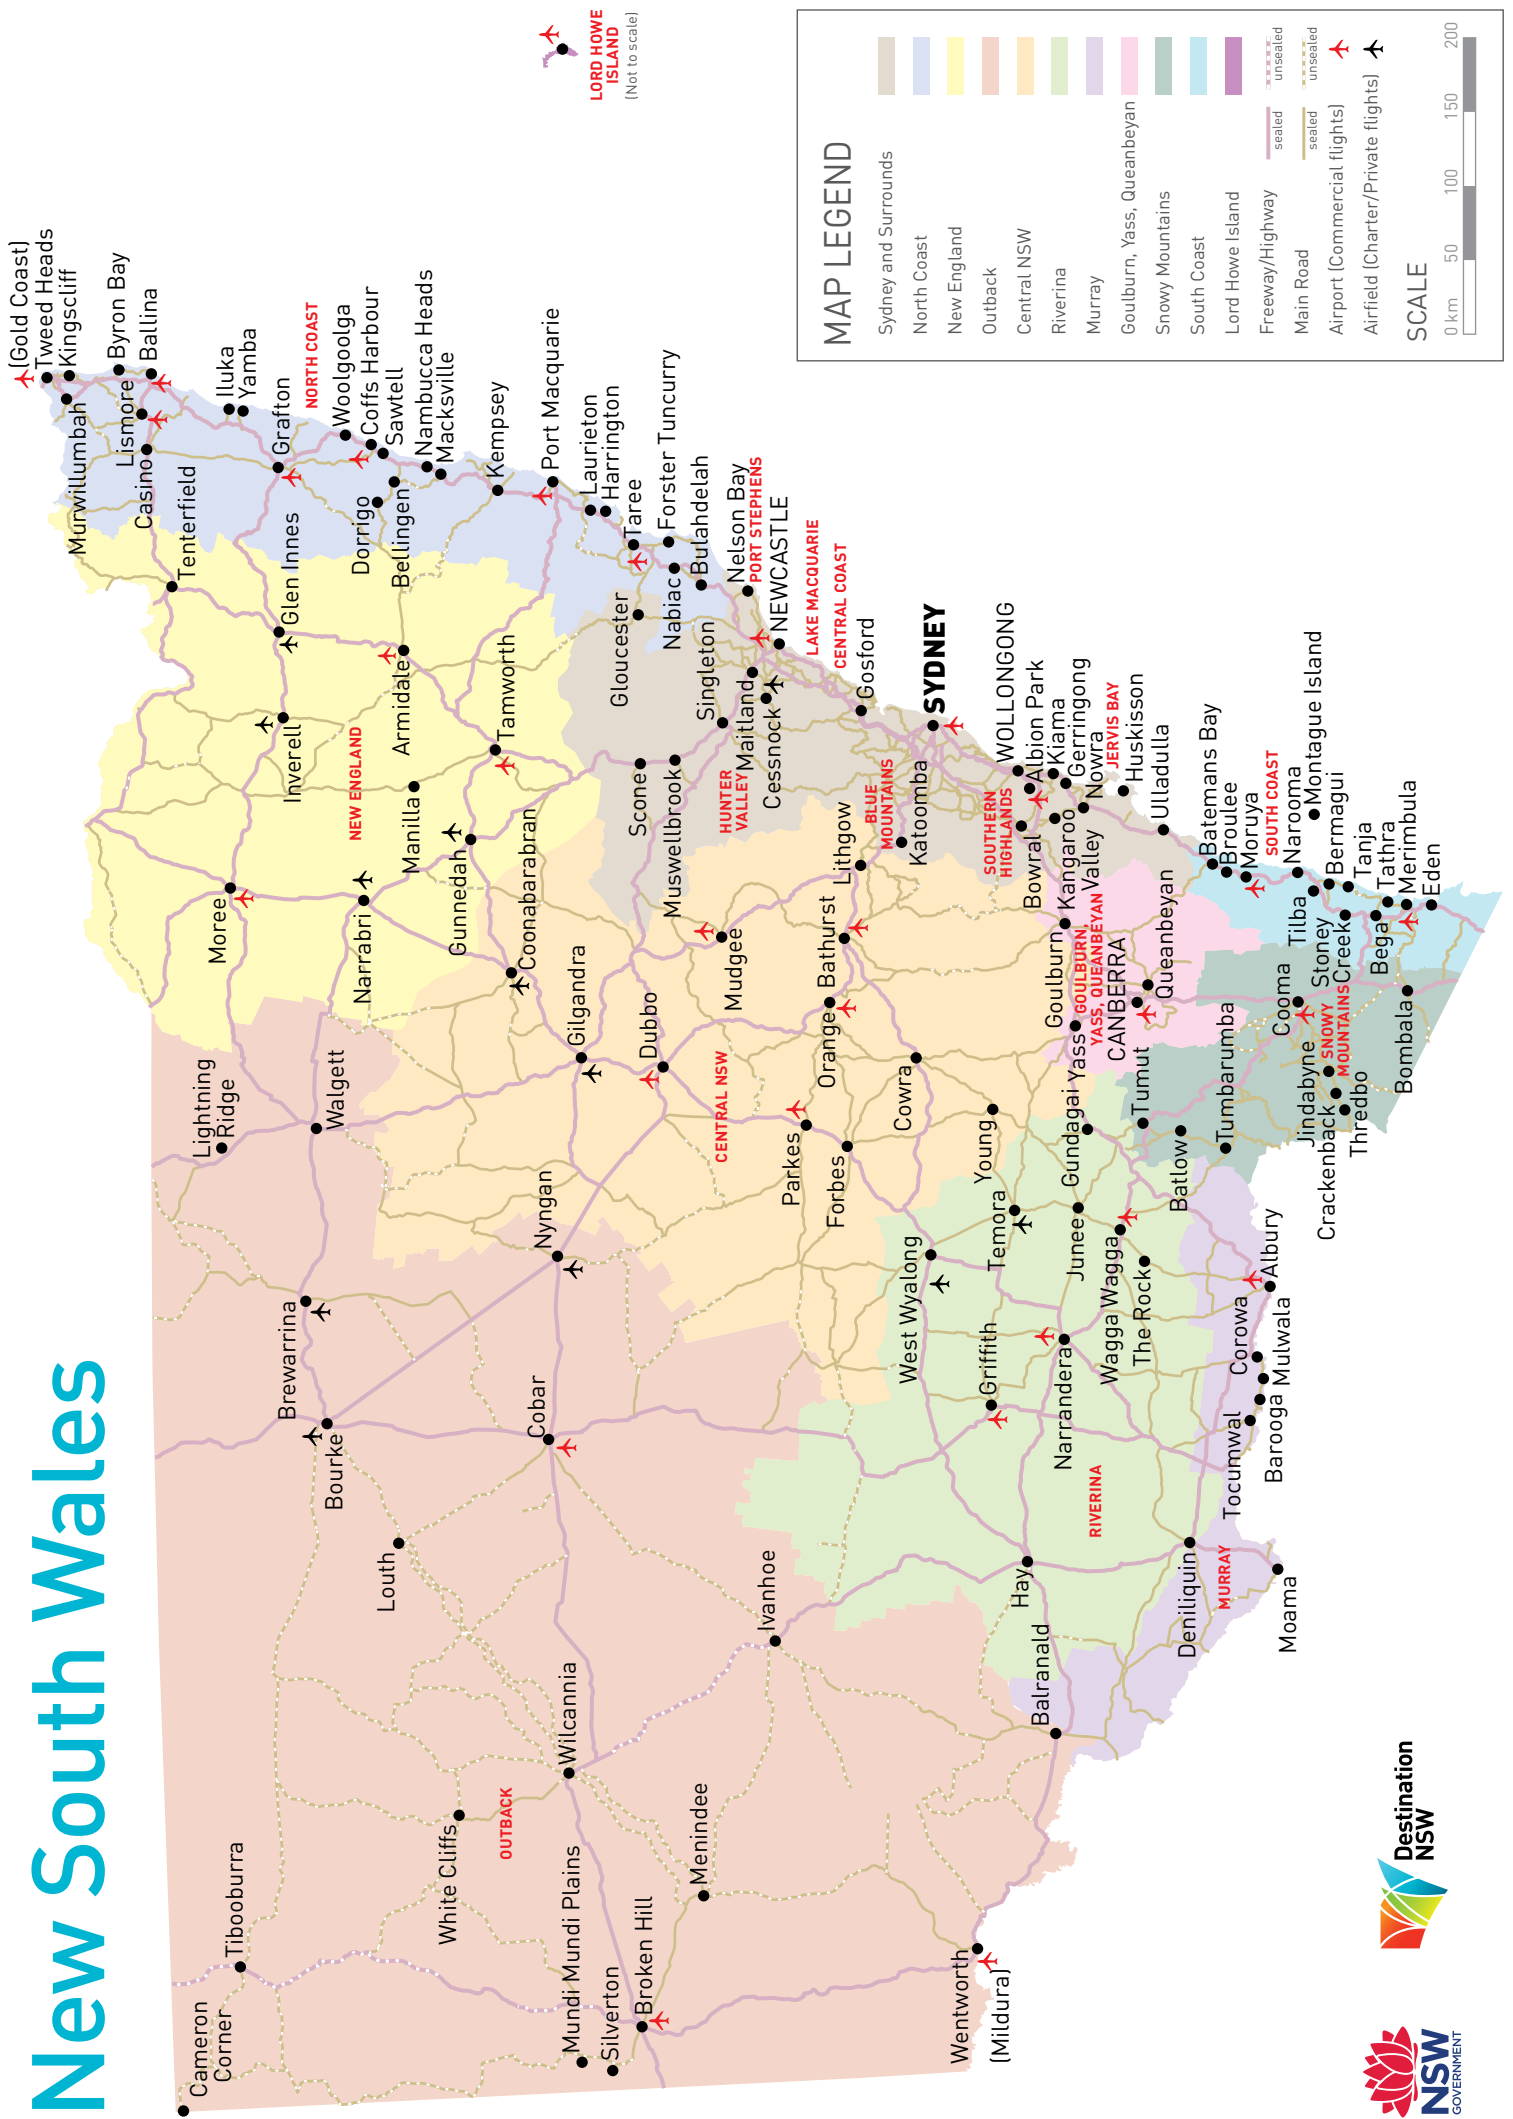 New South Wales
Cameron
Corner
Tibooburra
White Cliffs
Mundi Mundi Plains
Silverton
Broken Hill
Menindee
Wilcannia
OUTBACK
Wentworth
(Mildura)
Louth
Bourke
Brewarrina
Cobar
Ivanhoe
Nyngan
Lightning
Ridge
Walgett
Moree
Narrabri
Gunnedah
Coonabarabran
Gilgandra
Dubbo
Mudgee
CENTRAL NSW
Parkes
Forbes
Orange
Bathurst
Lithgow
Cowra
Young
Inverell
Glen Innes
Tenterfield
NEW ENGLAND
Manilla
Armidale
Tamworth
(Gold Coast)
Tweed Heads
Kingscliff
Murwillumbah
Byron Bay
Ballina
Lismore
Casino
Iluka
Yamba
Grafton
NORTH COAST
Woolgoolga
Coffs Harbour
Sawtell
Dorrigo
Bellingen
Nambucca Heads
Macksville
Kempsey
Port Macquarie
Laurieton
Harrington
Taree
Forster Tuncurry
Nabiac
Bulahdelah
Gloucester
Scone
Muswellbrook
Singleton
HUNTER
VALLEY
Maitland
Cessnock
Nelson Bay
PORT STEPHENS
NEWCASTLE
LAKE MACQUARIE
CENTRAL COAST
Gosford
SYDNEY
BLUE
MOUNTAINS
Katoomba
SOUTHERN
HIGHLANDS
Bowral
WOLLONGONG
Albion Park
Kiama
Gerringong
Nowra
Kangaroo
Valley
JERVIS BAY
Huskisson
Ulladulla
Goulburn
GOULBURN,
YASS, QUEANBEYAN
Yass
CANBERRA
Queanbeyan
Batemans Bay
Broulee
Moruya
SOUTH COAST
Narooma
Montague Island
Tilba
Bermagui
Tanja
Tathra
Merimbula
Eden
Stoney
Creek
Bega
Cooma
SNOWY
MOUNTAINS
Jindabyne
Crackenback
Thredbo
Bombala
Tumut
Tumbarumba
Batlow
Gundagai
Temora
Junee
Wagga Wagga
The Rock
West Wyalong
Griffith
Narrandera
RIVERINA
Hay
Balranald
Deniliquin
MURRAY
Moama
Tocumwal
Barooga
Mulwala
Corowa
Albury
LORD HOWE
ISLAND
(Not to scale)
MAP LEGEND
Sydney and Surrounds
North Coast
New England
Outback
Central NSW
Riverina
Murray
Goulburn, Yass, Queanbeyan
Snowy Mountains
South Coast
Lord Howe Island
Freeway/Highway sealed unsealed
Main Road sealed unsealed
Airport (Commercial flights)
Airfield (Charter/Private flights)
SCALE
0 km 50 100 150 200
NSW
GOVERNMENT
Destination
NSW